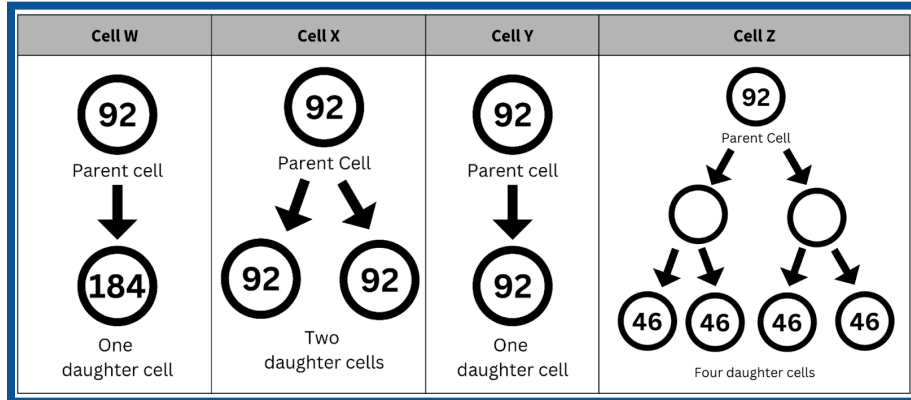 Cell W
Cell X
Cell Y
Cell Z
92
Parent cell
184
One
daughter cell
92
Parent Cell
92 92
Two
daughter cells
92
Parent cell
92
One
daughter cell
92
Parent Cell
46 46 46 46
Four daughter cells